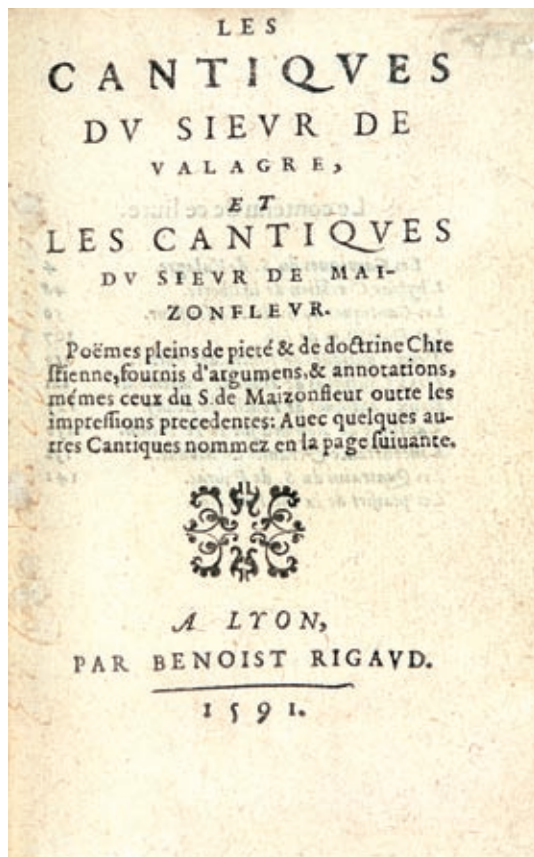 LES
CANTIQVES
DV SIEVR DE
VALAGRE,
ET
LES CANTIQVES
DV SIEVR DE MAI-
ZONFLEVR.
Poëmes pleins de pieté & de doctrine Chre
ſtienne, fournis d'argumens, & annotations,
mémes ceux du S. de Maizonfleur outre les
impreſſions precedentes: Auec quelques au-
tres Cantiques nommez en la page ſuiuante.
A LYON,
PAR BENOIST RIGAVD.
1591.